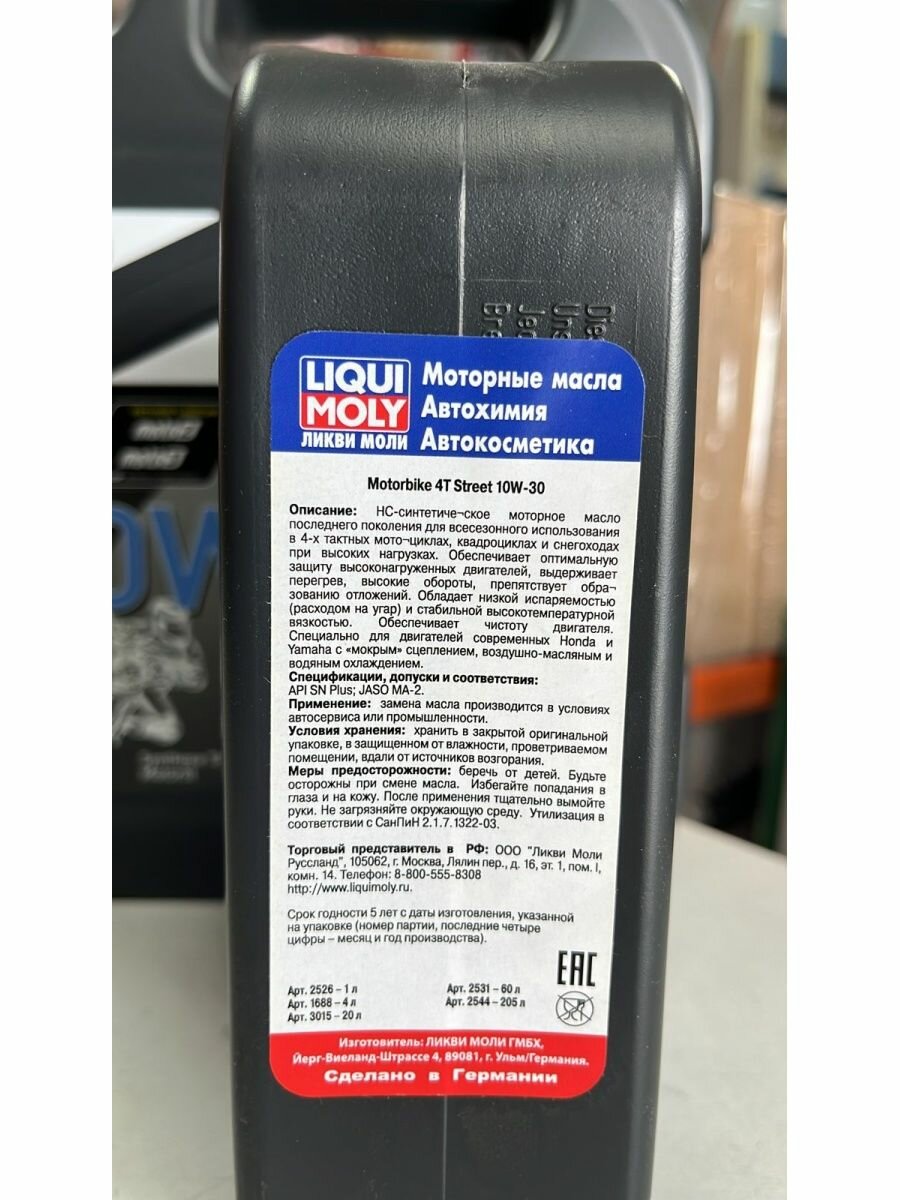 Die
Uns
Jed
Bre
LIQUI
MOLY
ЛИКВИ МОЛИ
Моторные масла
Автохимия
Автокосметика
Motorbike 4T Street 10W-30
Описание: НС-синтетиче¬ское моторное масло
последнего поколения для всесезонного использования
в 4-х тактных мото¬циклах, квадроциклах и снегоходах
при высоких нагрузках. Обеспечивает оптимальную
защиту высоконагруженных двигателей, выдерживает
перегрев, высокие обороты, препятствует обра¬
зованию отложений. Обладает низкой испаряемостью
(расходом на угар) и стабильной высокотемпературной
вязкостью. Обеспечивает чистоту двигателя.
Специально для двигателей современных Honda и
Yamaha с «мокрым» сцеплением, воздушно-масляным и
водяным охлаждением.
Спецификации, допуски и соответствия:
API SN Plus; JASO MA-2.
Применение: замена масла производится в условиях
автосервиса или промышленности.
Условия хранения: хранить в закрытой оригинальной
упаковке, в защищенном от влажности, проветриваемом
помещении, вдали от источников возгорания.
Меры предосторожности: беречь от детей. Будьте
осторожны при смене масла. Избегайте попадания в
глаза и на кожу. После применения тщательно вымойте
руки. Не загрязняйте окружающую среду. Утилизация в
соответствии с СанПиН 2.1.7.1322-03.
Торговый представитель в РФ: ООО "Ликви Моли
Руссланд", 105062, г. Москва, Лялин пер., д. 16, эт. 1, пом. I,
комн. 14. Телефон: 8-800-555-8308
http://www.liquimoly.ru.
Срок годности 5 лет с даты изготовления, указанной
на упаковке (номер партии, последние четыре
цифры – месяц и год производства).
EAC
Арт. 2526 – 1 л
Арт. 1688 – 4 л
Арт. 3015 – 20 л
Арт. 2531 – 60 л
Арт. 2544 – 205 л
Изготовитель: ЛИКВИ МОЛИ ГМБХ,
Йерг-Виеланд-Штрассе 4, 89081, г. Ульм/Германия.
Сделано в Германии